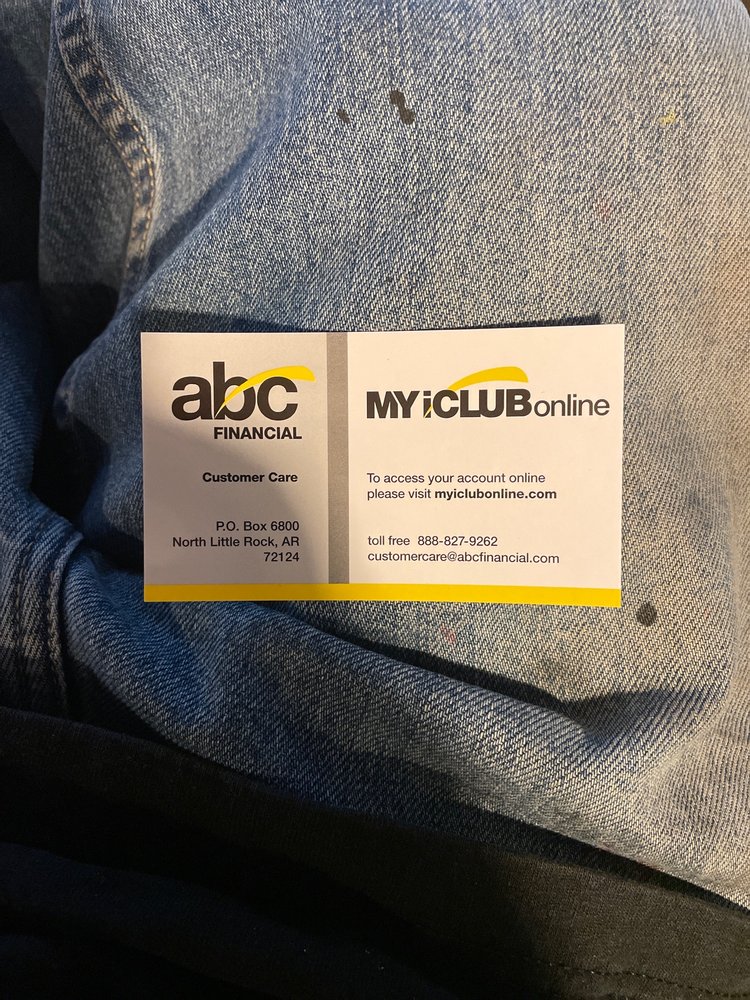 abc
FINANCIAL
Customer Care
P.O. Box 6800
North Little Rock, AR
72124
MYiCLUBonline
To access your account online
please visit myiclubonline.com
toll free 888-827-9262
customercare@abcfinancial.com